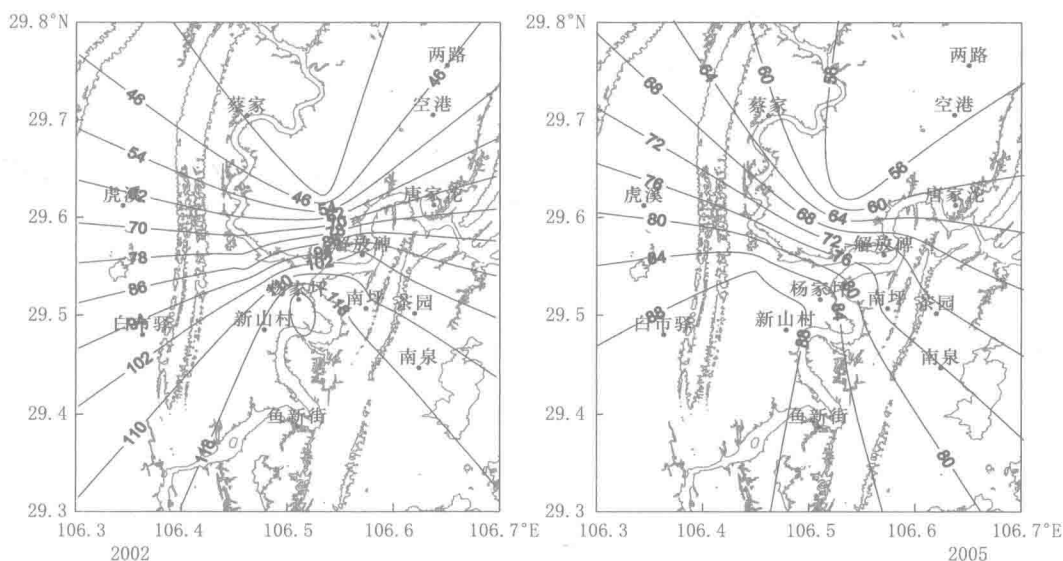 29.8°N
两路
46
46
空港
蔡家
29.7
54
虎溪
46
唐家沱
29.6
54
62
70
70
78
解放碑
78
102
86
杨家坪
118
南坪
茶园
29.5
新山村
白市驿
102
南泉
29.4
鱼新街
110
118
29.3
106.3
106.4
106.5
106.6
106.7°E
2002
29.8°N
64
60
56
两路
68
空港
蔡家
29.7
72
56
76
虎溪
60
唐家沱
29.6
80
68
64
72
解放碑
84
76
杨家坪
80
南坪
茶园
29.5
88
84
新山村
白市驿
88
南泉
29.4
鱼新街
80
29.3
106.3
106.4
106.5
106.6
106.7°E
2005